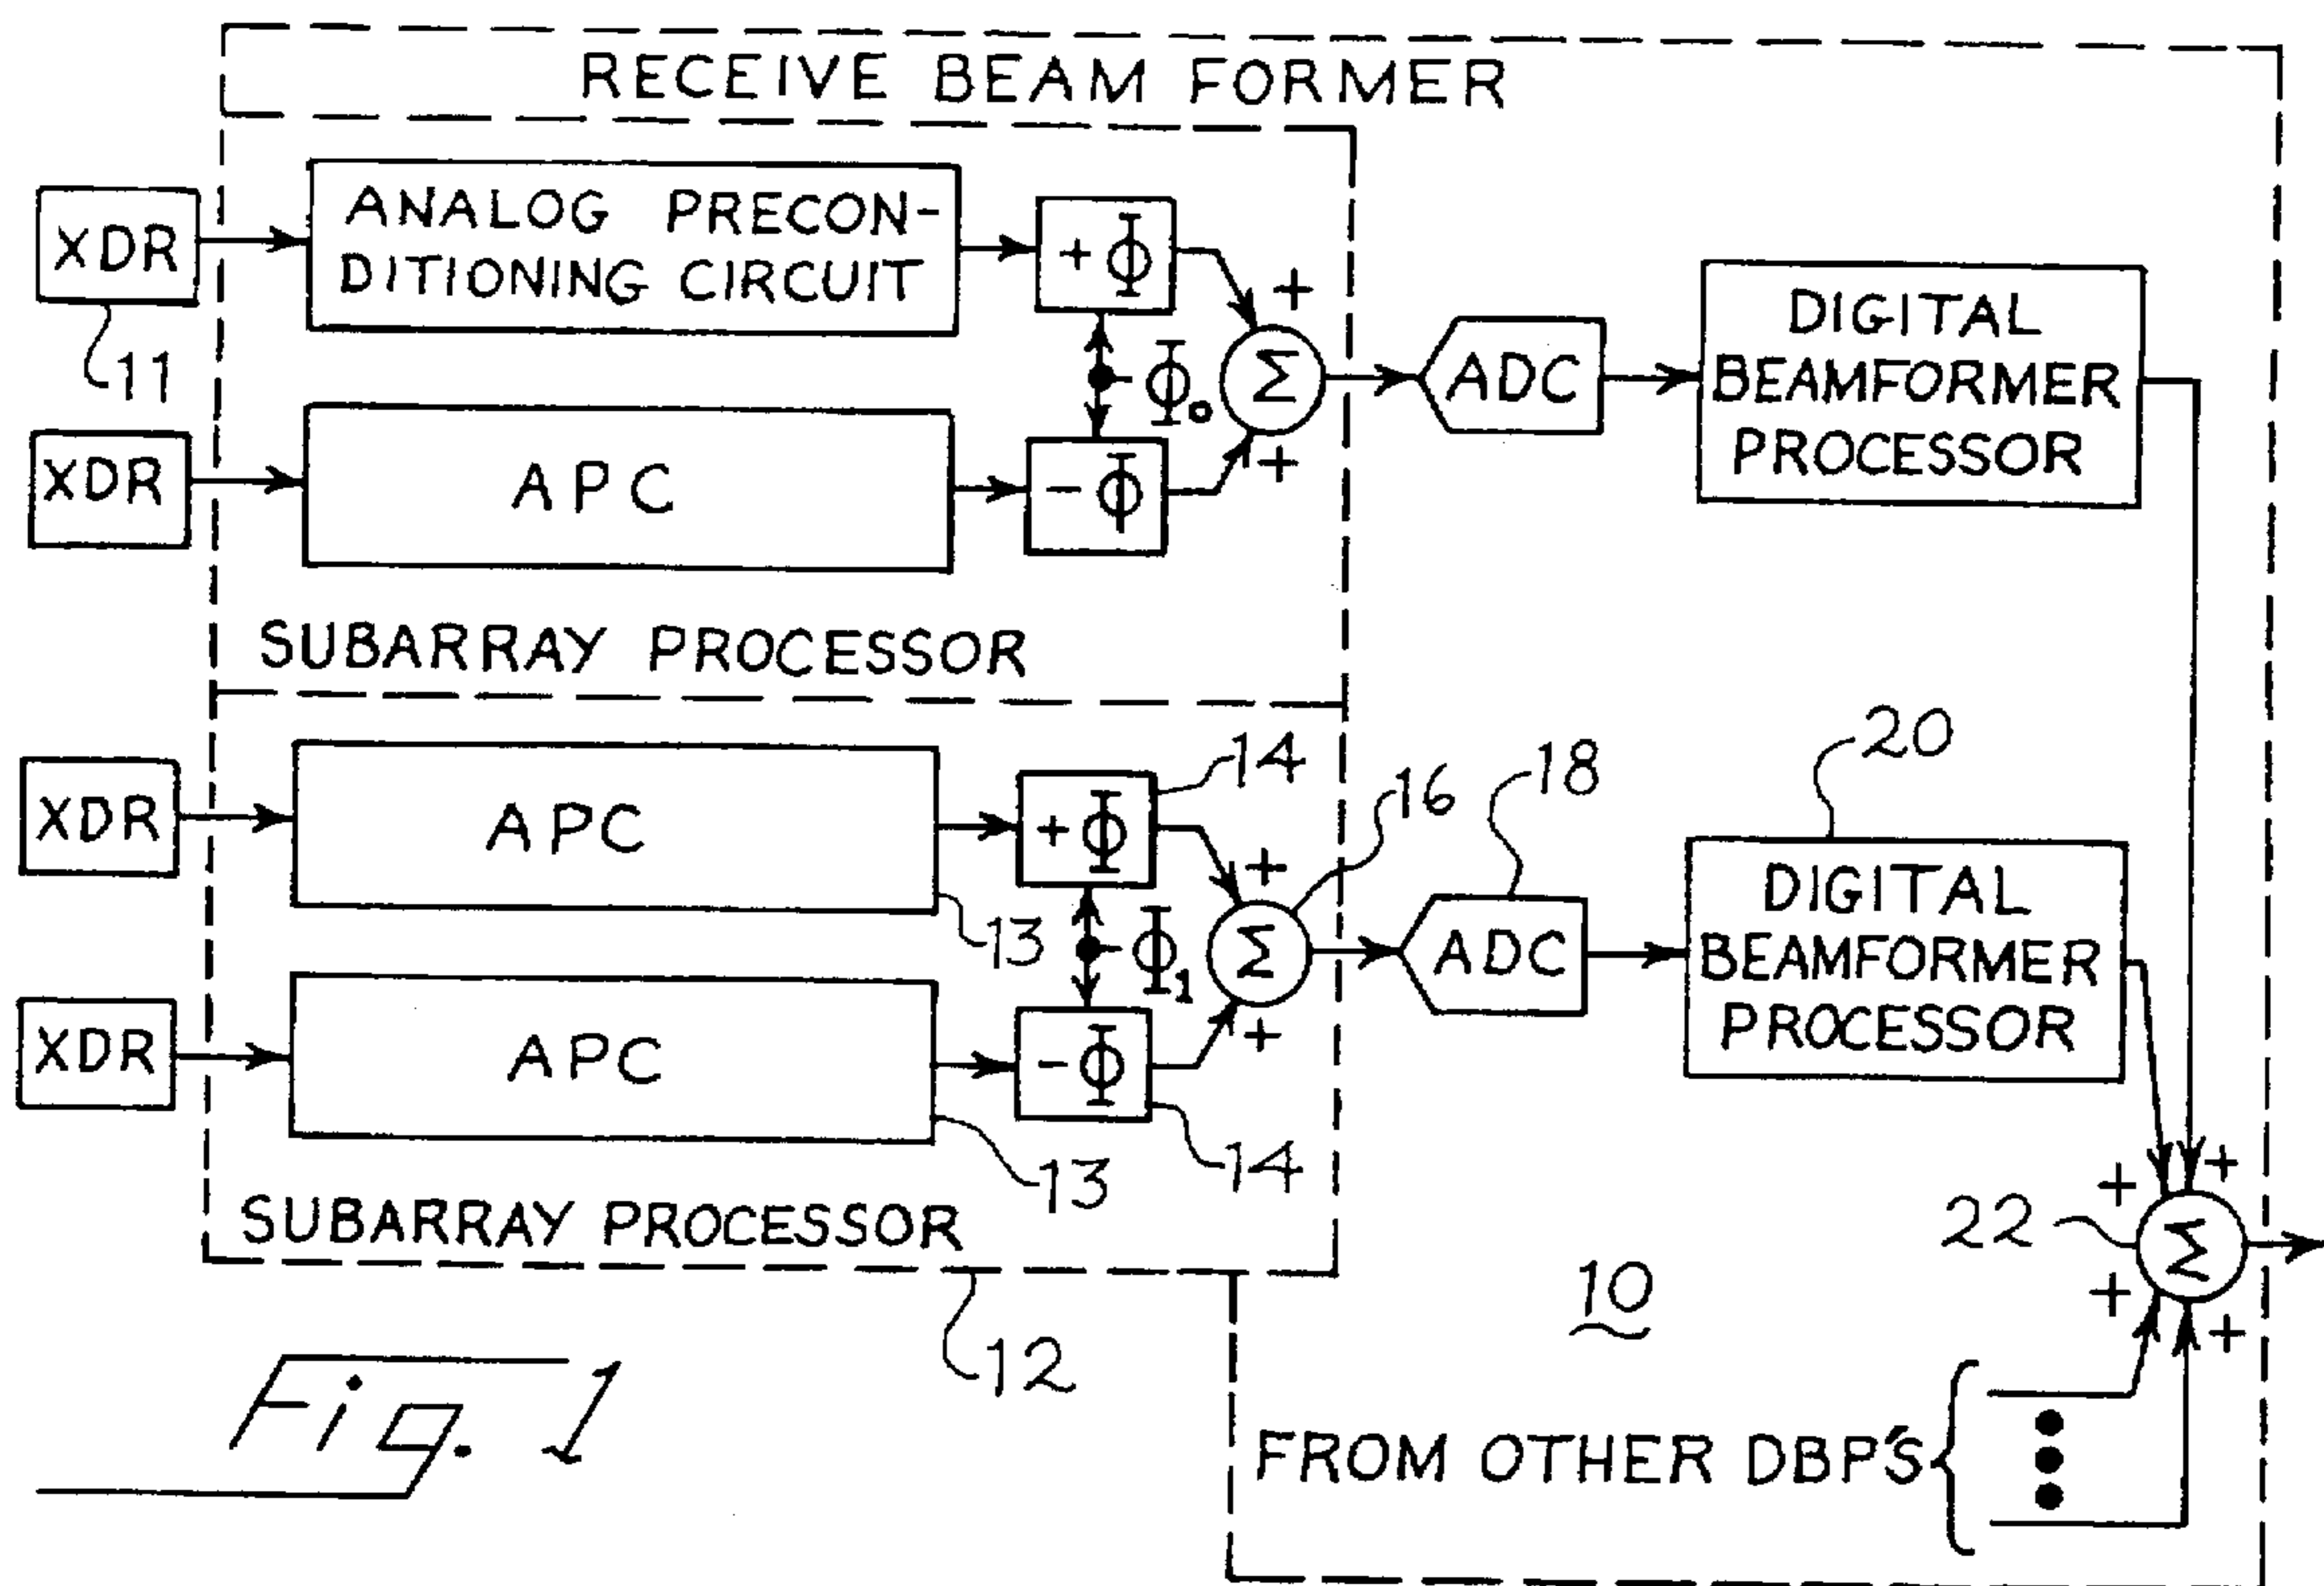 RECEIVE BEAM FORMER
XDR
ANALOG PRECON-
DITIONING CIRCUIT
+ Φ
+
11
Φ₀
Σ
ADC
DIGITAL
BEAMFORMER
PROCESSOR
XDR
APC
- Φ
+
SUBARRAY PROCESSOR
XDR
APC
+ Φ
14
+
16
18
20
13
Φ₁
Σ
ADC
DIGITAL
BEAMFORMER
PROCESSOR
XDR
APC
- Φ
+
13
14
SUBARRAY PROCESSOR
12
+
+
22
Σ
+
+
10
FROM OTHER DBP'S
Fig. 1